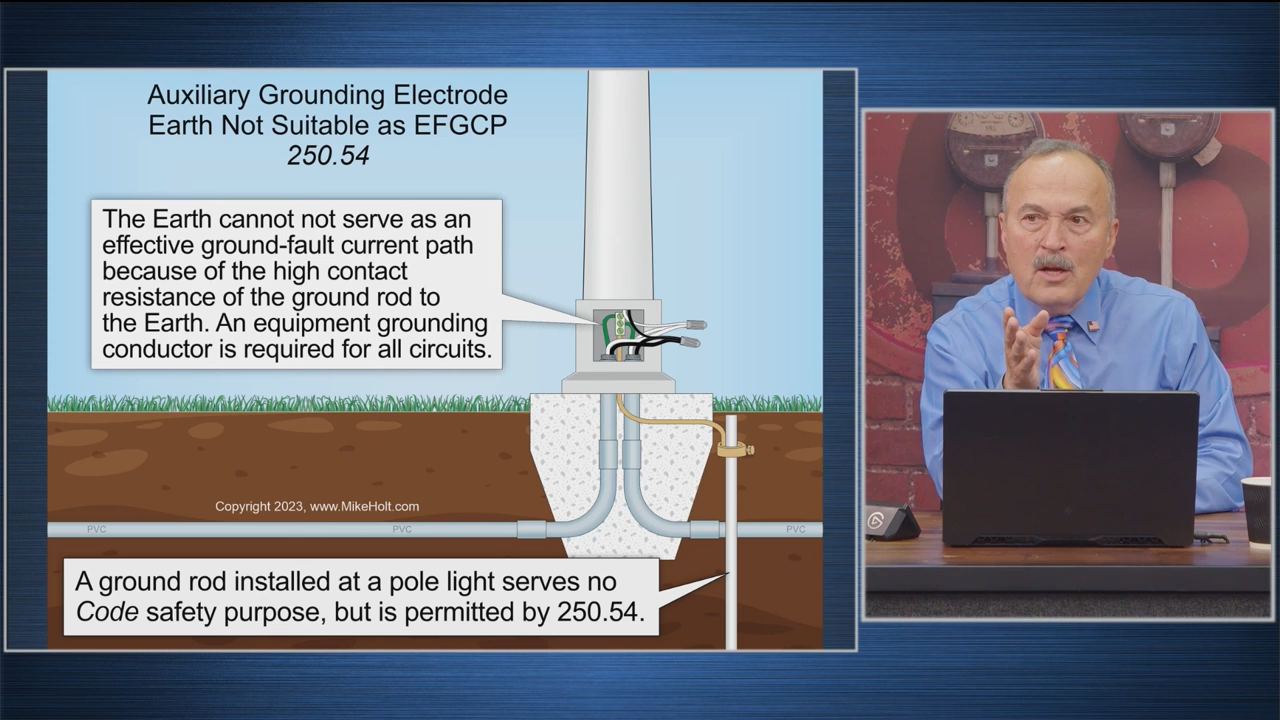 Auxiliary Grounding Electrode
Earth Not Suitable as EFGCP
250.54
The Earth cannot not serve as an
effective ground-fault current path
because of the high contact
resistance of the ground rod to
the Earth. An equipment grounding
conductor is required for all circuits.
Copyright 2023, www.MikeHolt.com
PVC
PVC
PVC
A ground rod installed at a pole light serves no
Code safety purpose, but is permitted by 250.54.